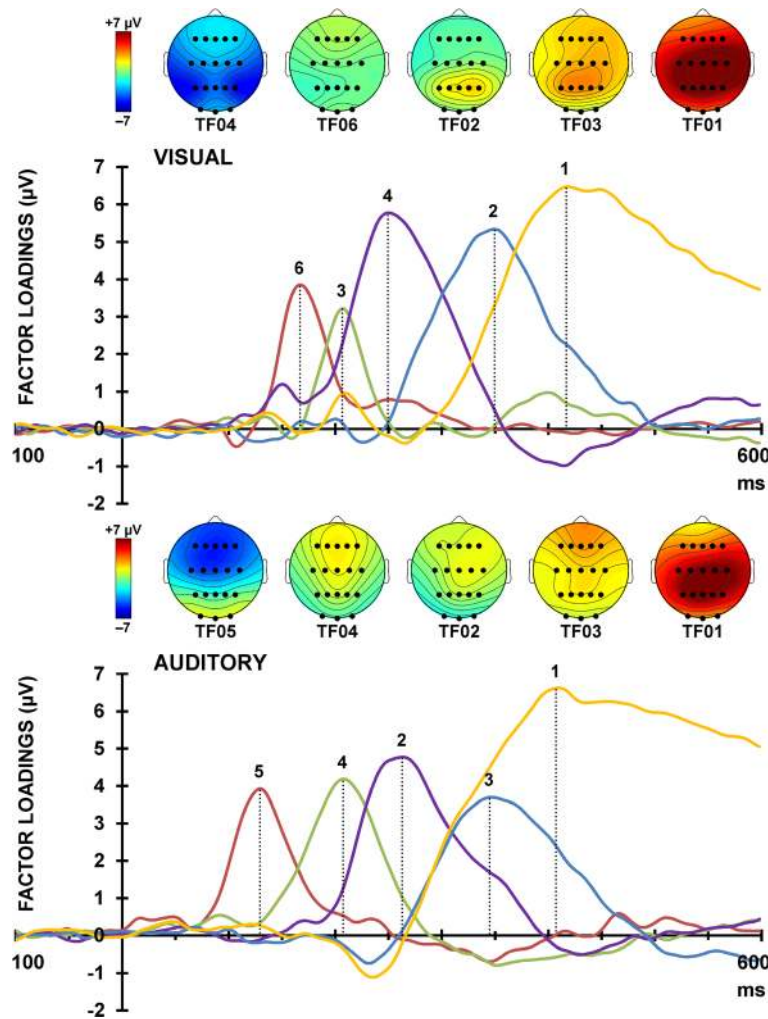 +7 µV
–7
TF04 TF06 TF02 TF03 TF01
VISUAL
FACTOR LOADINGS (µV)
7
6
5
4
3
2
1
0
-1
-2
6 3 4 2 1
100 600
ms
+7 µV
–7
TF05 TF04 TF02 TF03 TF01
AUDITORY
FACTOR LOADINGS (µV)
7
6
5
4
3
2
1
0
-1
-2
5 4 2 3 1
100 600
ms